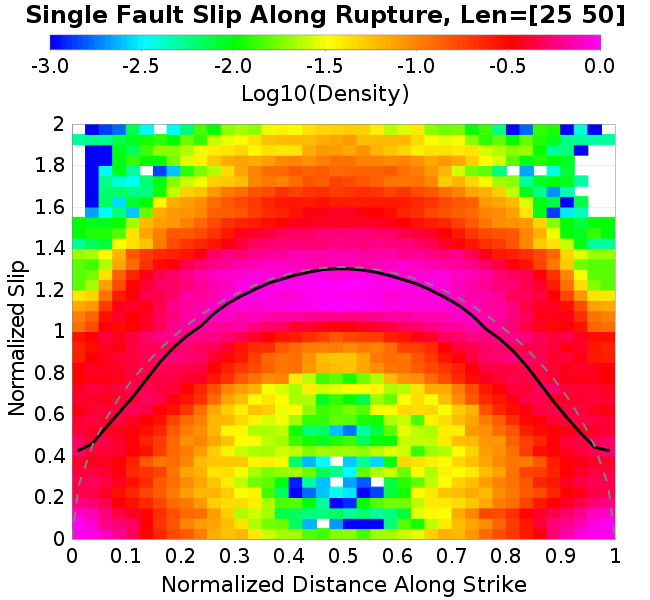 Single Fault Slip Along Rupture, Len=[25 50]
-3.0 -2.5 -2.0 -1.5 -1.0 -0.5 0.0
Log10(Density)
Normalized Slip
2
1.8
1.6
1.4
1.2
1
0.8
0.6
0.4
0.2
0
0 0.1 0.2 0.3 0.4 0.5 0.6 0.7 0.8 0.9 1
Normalized Distance Along Strike